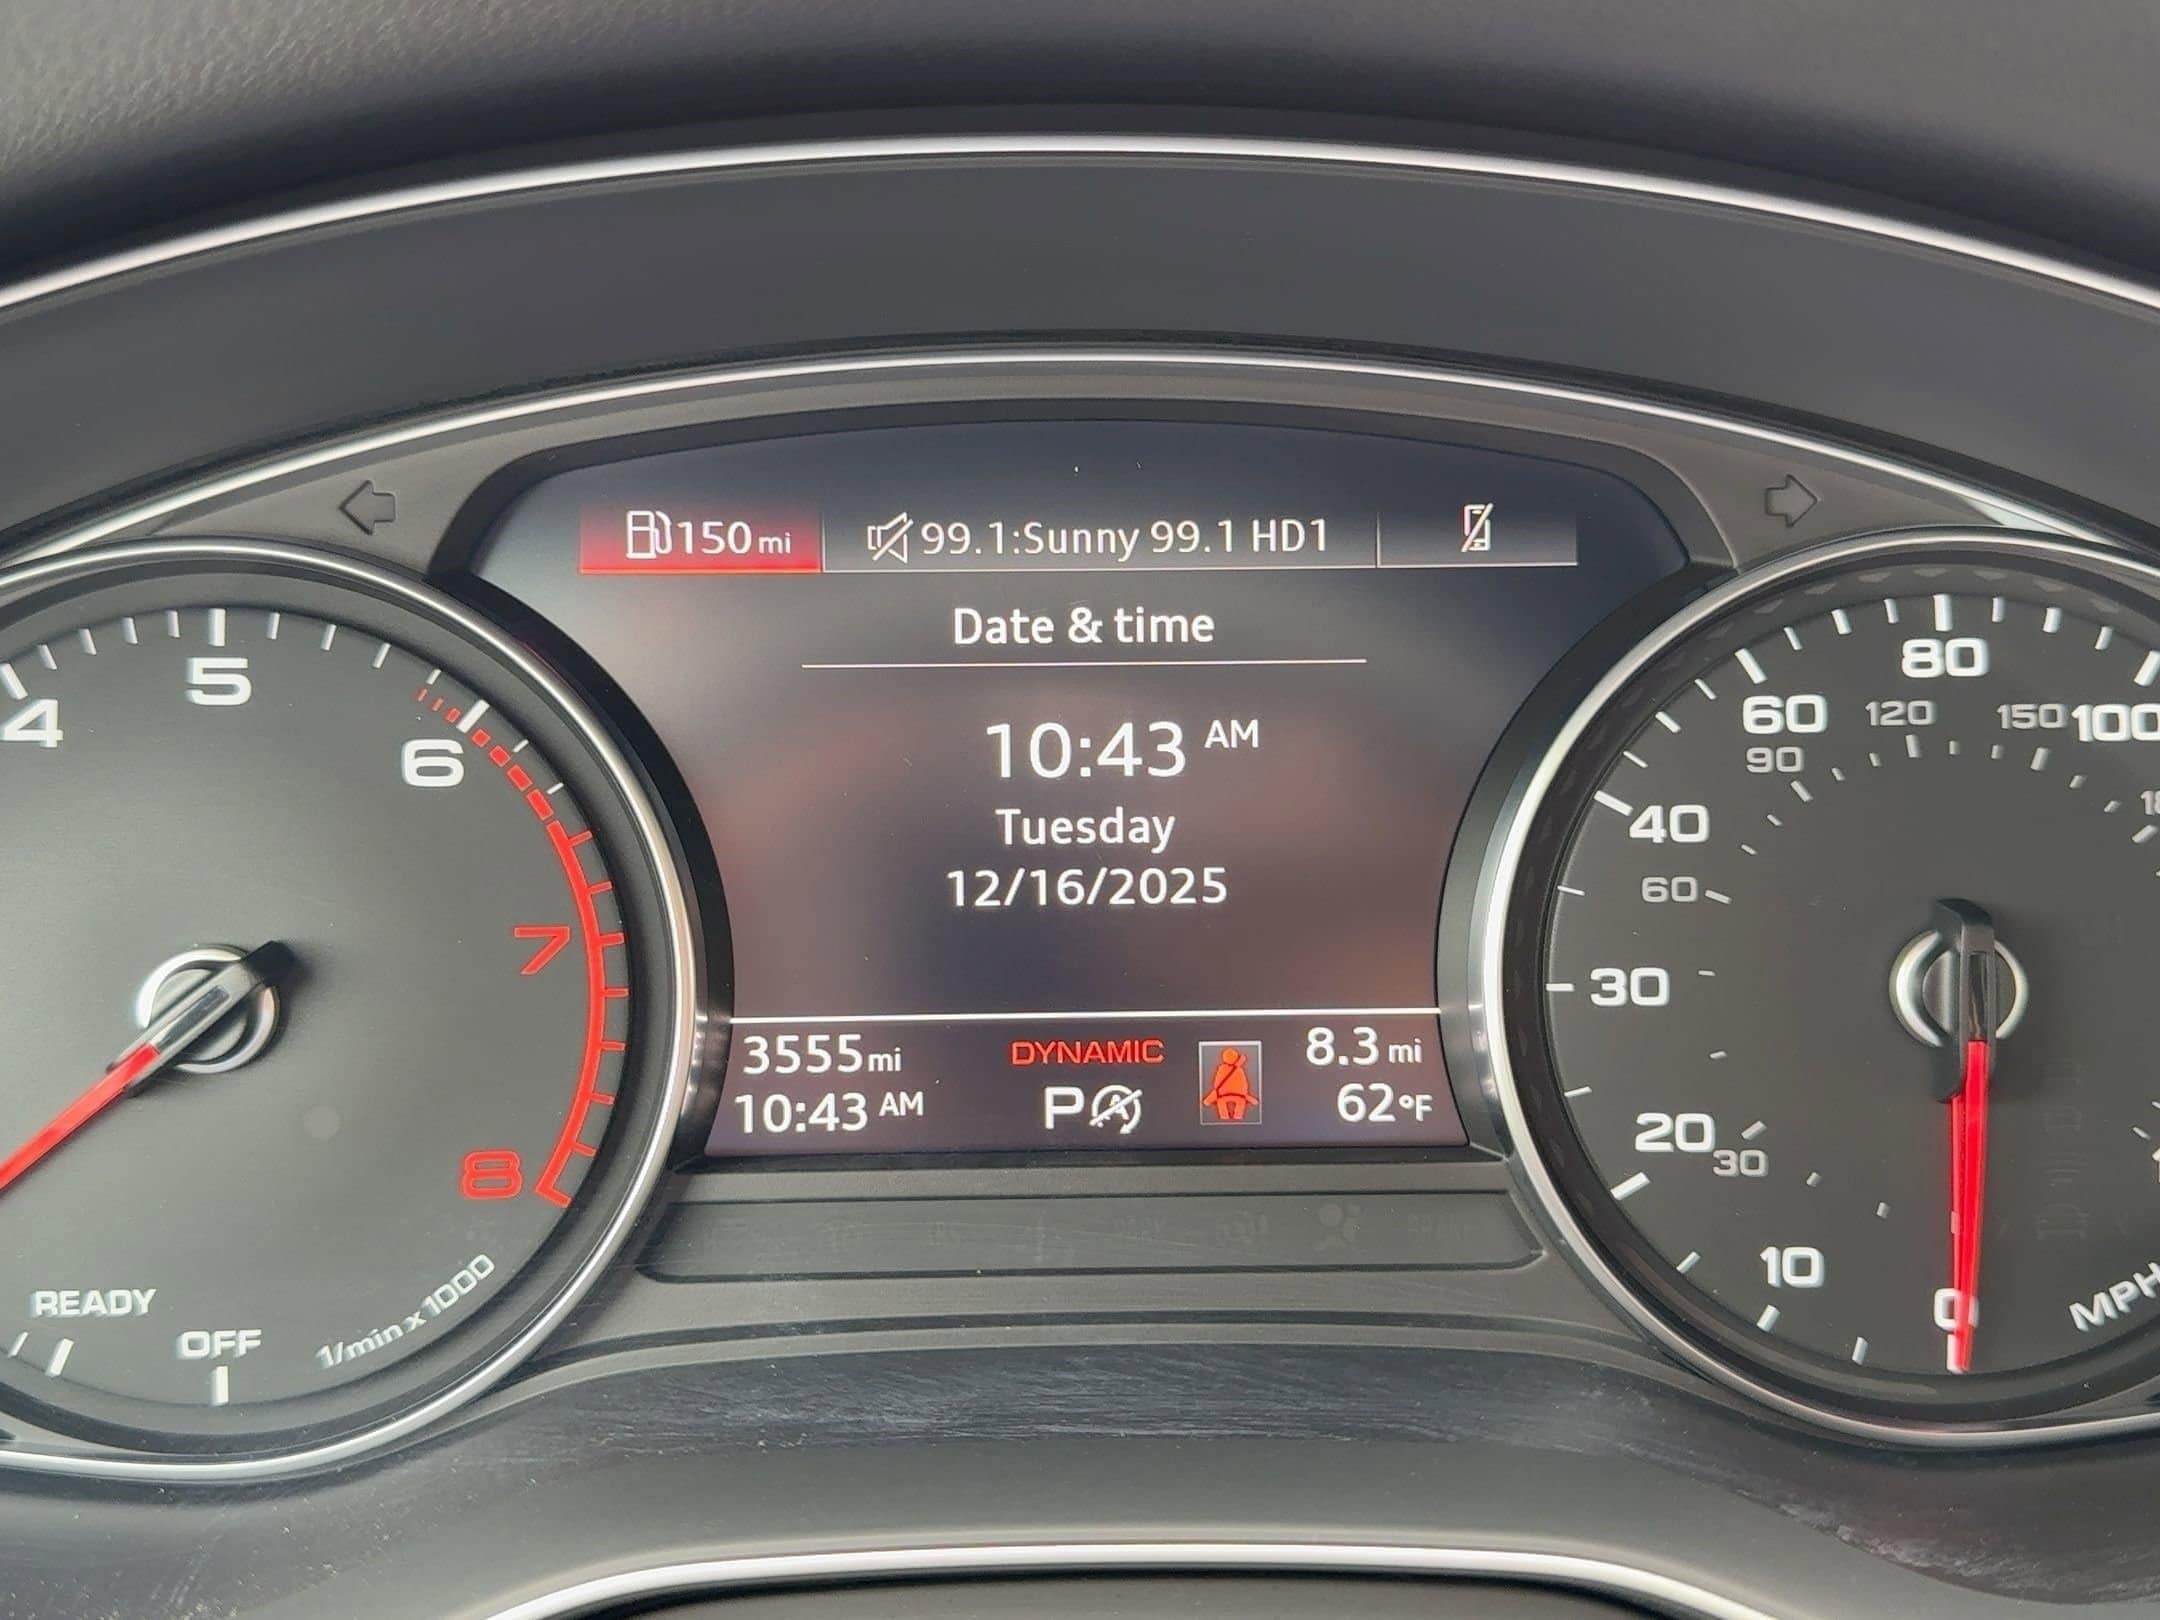 150 mi
99.1:Sunny 99.1 HD1
Date & time
10:43 AM
Tuesday
12/16/2025
3555 mi
DYNAMIC
8.3 mi
10:43 AM
P
A
62°F
4
5
6
7
8
READY
OFF
1/min x 1000
0
10
20
30
40
60
80
100
30
60
90
120
150
MPH